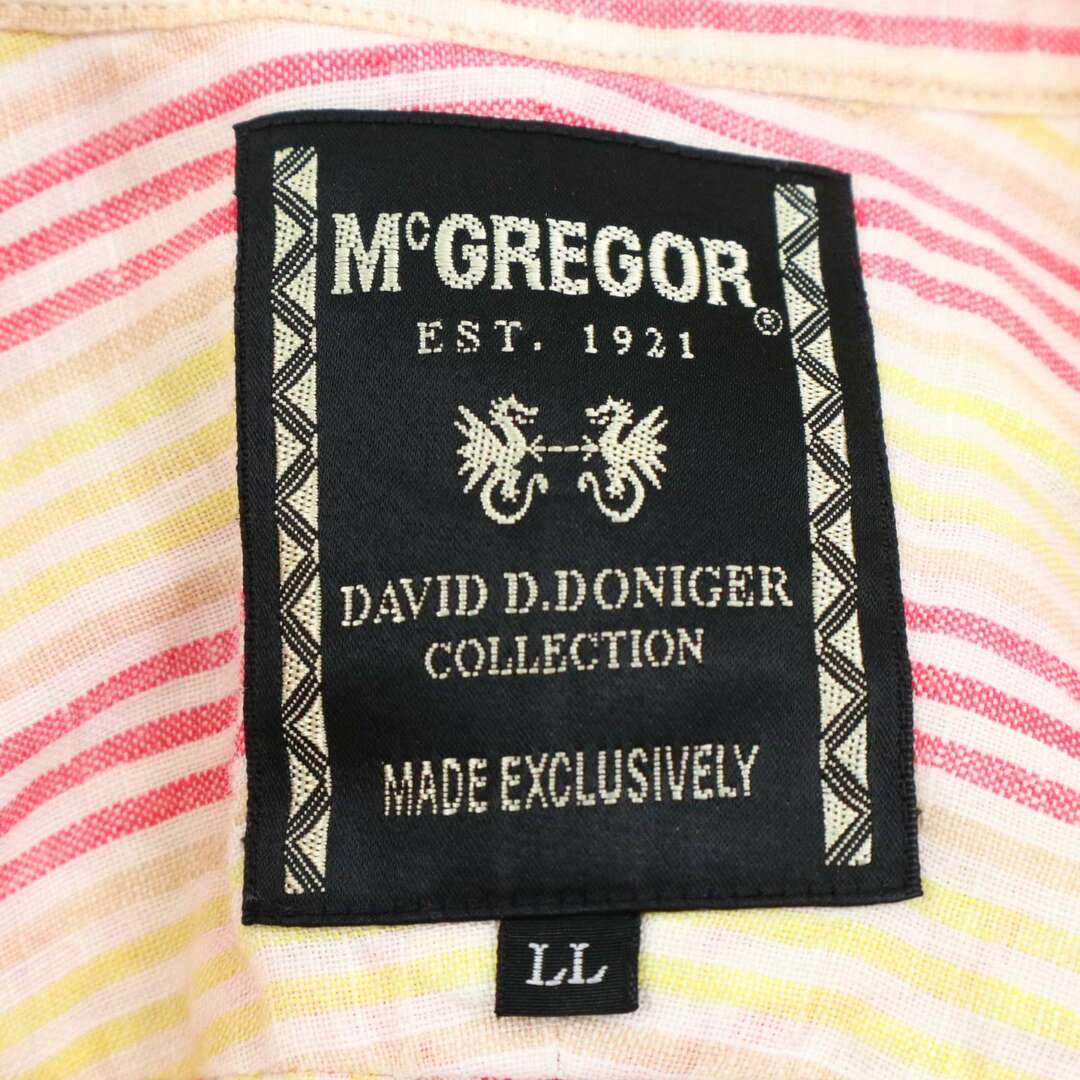 McGREGOR®
EST. 1921
DAVID D.DONIGER
COLLECTION
MADE EXCLUSIVELY
LL